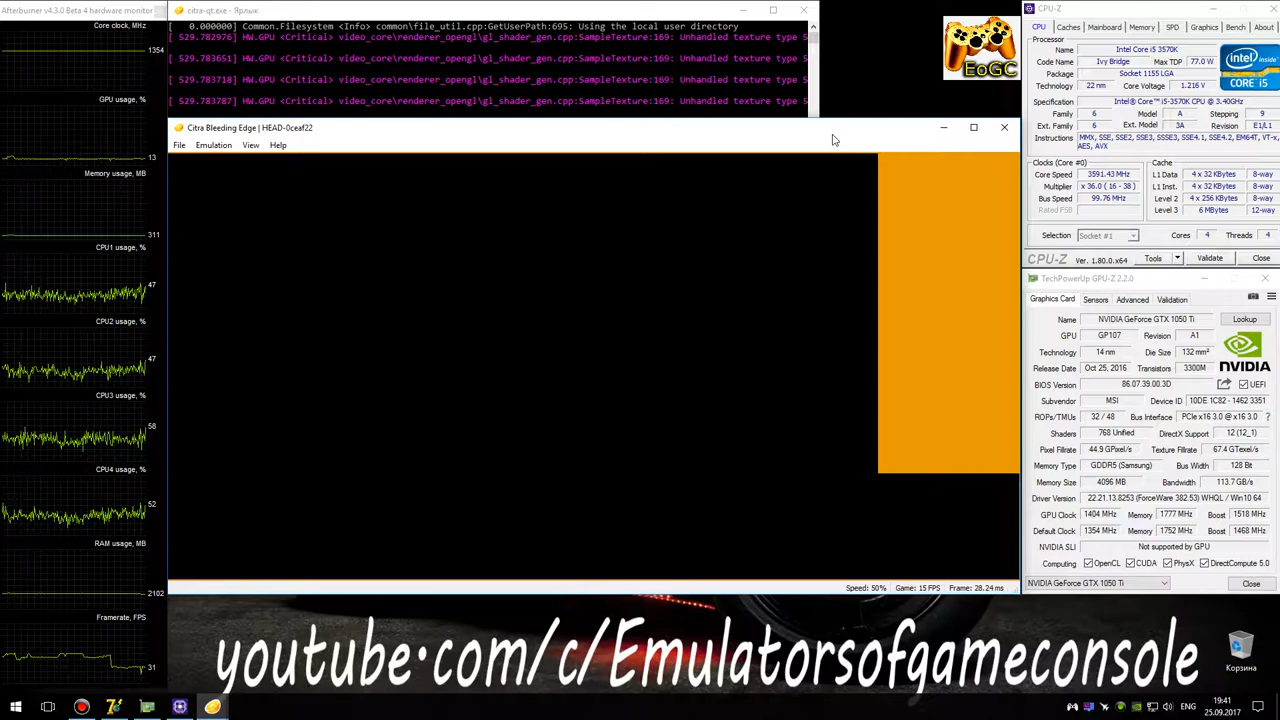 Afterburner v4.3.0 Beta 4 hardware monitor
Core clock, MHz
1354
GPU usage, %
13
Memory usage, MB
311
CPU1 usage, %
47
CPU2 usage, %
47
CPU3 usage, %
58
CPU4 usage, %
52
RAM usage, MB
2102
Framerate, FPS
31
citra-qt.exe - Ярлык
[   0.000000] Common.Filesystem <Info> common\file_util.cpp:GetUserPath:695: Using the local user directory
[ 529.782976] HW.GPU <Critical> video_core\renderer_opengl\gl_shader_gen.cpp:SampleTexture:169: Unhandled texture type 5
[ 529.783651] HW.GPU <Critical> video_core\renderer_opengl\gl_shader_gen.cpp:SampleTexture:169: Unhandled texture type 5
[ 529.783718] HW.GPU <Critical> video_core\renderer_opengl\gl_shader_gen.cpp:SampleTexture:169: Unhandled texture type 5
[ 529.783787] HW.GPU <Critical> video_core\renderer_opengl\gl_shader_gen.cpp:SampleTexture:169: Unhandled texture type 5
EoGC
Citra Bleeding Edge | HEAD-0ceaf22
File Emulation View Help
Speed: 50% Game: 15 FPS Frame: 28.24 ms
CPU-Z
CPU Caches Mainboard Memory SPD Graphics Bench About
Processor
Name Intel Core i5 3570K
Code Name Ivy Bridge Max TDP 77.0 W
Package Socket 1155 LGA
Technology 22 nm Core Voltage 1.216 V
intel inside™
CORE i5
Specification Intel® Core™ i5-3570K CPU @ 3.40GHz
Family 6 Model A Stepping 9
Ext. Family 6 Ext. Model 3A Revision E1/L1
Instructions MMX, SSE, SSE2, SSE3, SSSE3, SSE4.1, SSE4.2, EM64T, VT-x, AES, AVX
Clocks (Core #0)
Core Speed 3591.43 MHz
Multiplier x 36.0 ( 16 - 38 )
Bus Speed 99.76 MHz
Rated FSB
Cache
L1 Data 4 x 32 KBytes 8-way
L1 Inst. 4 x 32 KBytes 8-way
Level 2 4 x 256 KBytes 8-way
Level 3 6 MBytes 12-way
Selection Socket #1 Cores 4 Threads 4
CPU-Z Ver. 1.80.0.x64 Tools Validate Close
TechPowerUp GPU-Z 2.2.0
Graphics Card Sensors Advanced Validation
Name NVIDIA GeForce GTX 1050 Ti Lookup
GPU GP107 Revision A1
Technology 14 nm Die Size 132 mm²
Release Date Oct 25, 2016 Transistors 3300M
NVIDIA
BIOS Version 86.07.39.00.3D UEFI
Subvendor MSI Device ID 10DE 1C82 - 1462 3351
ROPs/TMUs 32 / 48 Bus Interface PCIe x16 3.0 @ x16 3.0 ?
Shaders 768 Unified DirectX Support 12 (12_1)
Pixel Fillrate 44.9 GPixel/s Texture Fillrate 67.4 GTexel/s
Memory Type GDDR5 (Samsung) Bus Width 128 Bit
Memory Size 4096 MB Bandwidth 113.7 GB/s
Driver Version 22.21.13.8253 (ForceWare 382.53) WHQL / Win10 64
GPU Clock 1404 MHz Memory 1777 MHz Boost 1518 MHz
Default Clock 1354 MHz Memory 1752 MHz Boost 1468 MHz
NVIDIA SLI Not supported by GPU
Computing OpenCL CUDA PhysX DirectCompute 5.0
NVIDIA GeForce GTX 1050 Ti Close
youtube.com/c/Emulatorsofgameconsole
Корзина
ENG
19:41
25.09.2017